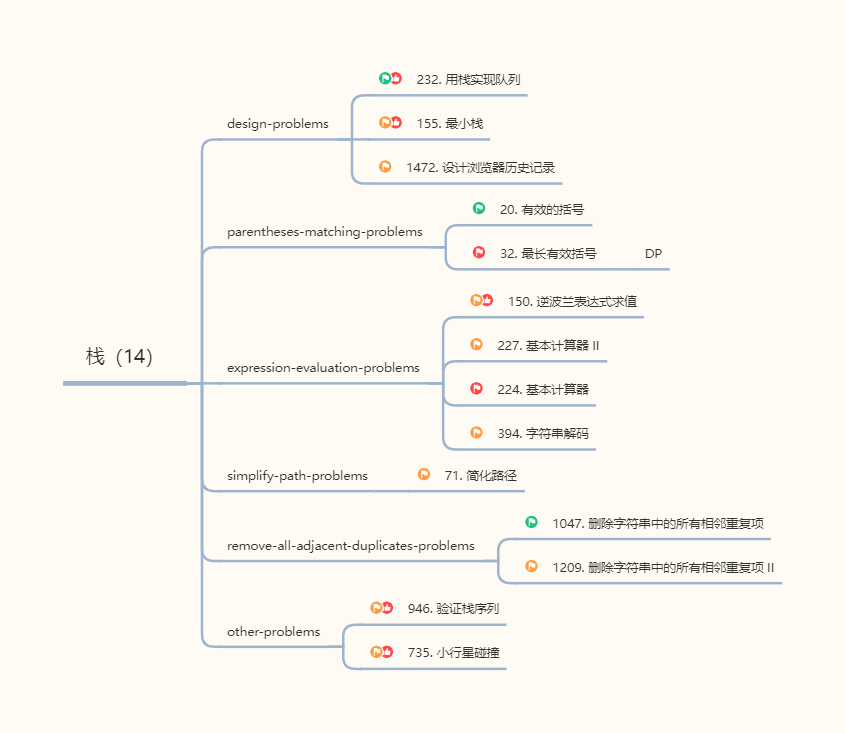 栈（14）
design-problems
232. 用栈实现队列
155. 最小栈
1472. 设计浏览器历史记录
parentheses-matching-problems
20. 有效的括号
32. 最长有效括号
DP
expression-evaluation-problems
150. 逆波兰表达式求值
227. 基本计算器 II
224. 基本计算器
394. 字符串解码
simplify-path-problems
71. 简化路径
remove-all-adjacent-duplicates-problems
1047. 删除字符串中的所有相邻重复项
1209. 删除字符串中的所有相邻重复项 II
other-problems
946. 验证栈序列
735. 小行星碰撞